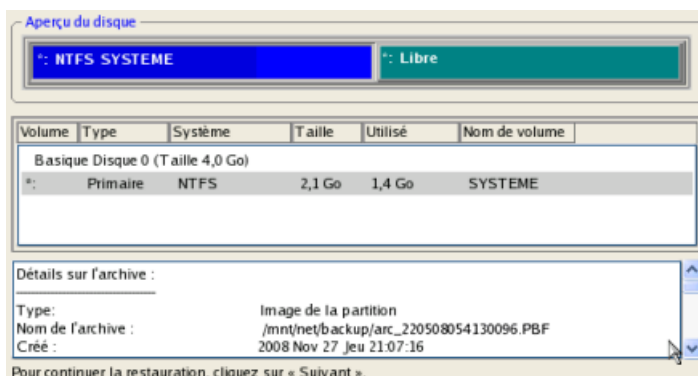 Aperçu du disque
*: NTFS SYSTEME *: Libre
Volume Type Système Taille Utilisé Nom de volume
Basique Disque 0 (Taille 4,0 Go)
*: Primaire NTFS 2,1 Go 1,4 Go SYSTEME
Détails sur l'archive :
Type: Image de la partition
Nom de l'archive : /mnt/net/backup/arc_220508054130096.PBF
Créé : 2008 Nov 27 Jeu 21:07:16
Pour continuer la restauration, cliquez sur « Suivant ».